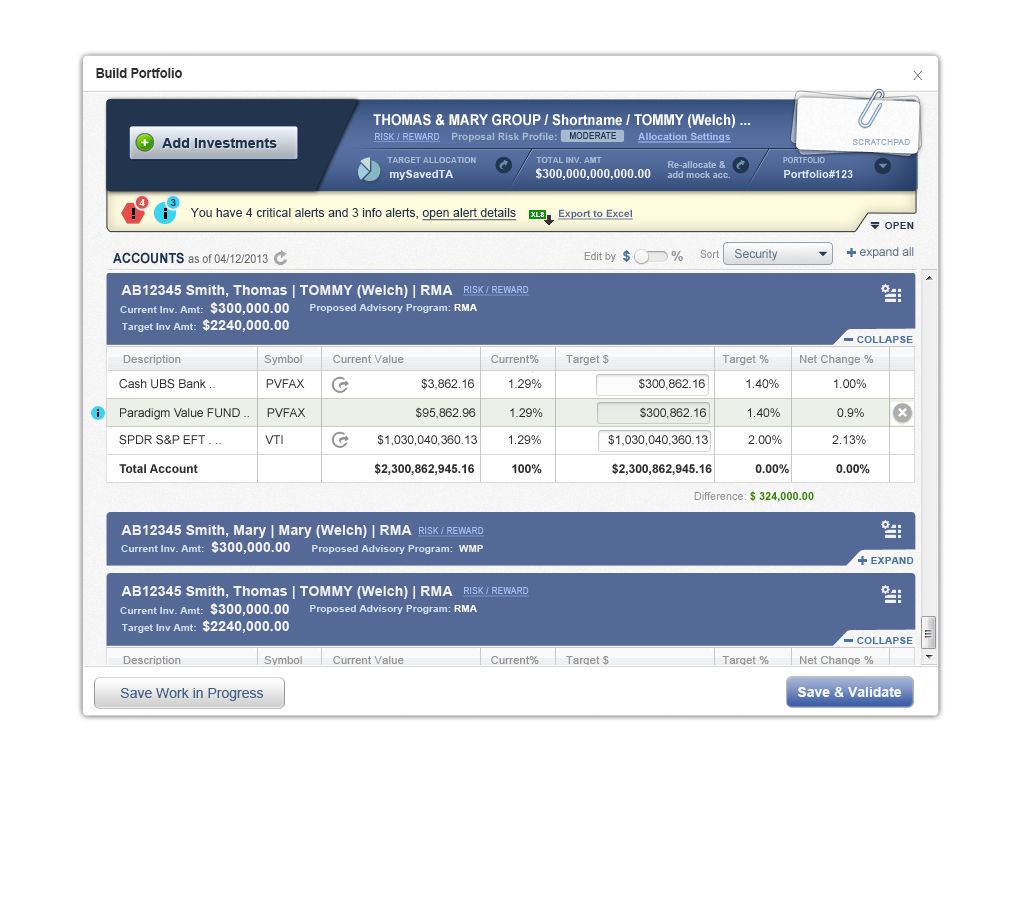 Build Portfolio
Add Investments
THOMAS & MARY GROUP / Shortname / TOMMY (Welch) ...
RISK / REWARD Proposal Risk Profile: MODERATE Allocation Settings
SCRATCHPAD
TARGET ALLOCATION
mySavedTA
TOTAL INV. AMT
$300,000,000,000.00
Re-allocate &
add mock acc.
PORTFOLIO
Portfolio#123
4
3
You have 4 critical alerts and 3 info alerts, open alert details XLS Export to Excel
OPEN
ACCOUNTS as of 04/12/2013 Edit by $ % Sort Security + expand all
AB12345 Smith, Thomas | TOMMY (Welch) | RMA RISK / REWARD
Current Inv. Amt: $300,000.00 Proposed Advisory Program: RMA
Target Inv Amt: $2240,000.00
COLLAPSE
Description Symbol Current Value Current% Target $ Target % Net Change %
Cash UBS Bank .. PVFAX $3,862.16 1.29% $300,862.16 1.40% 1.00%
Paradigm Value FUND .. PVFAX $95,862.96 1.29% $300,862.16 1.40% 0.9%
SPDR S&P EFT . .. VTI $1,030,040,360.13 1.29% $1,030,040,360.13 2.00% 2.13%
Total Account $2,300,862,945.16 100% $2,300,862,945.16 0.00% 0.00%
Difference: $ 324,000.00
AB12345 Smith, Mary | Mary (Welch) | RMA RISK / REWARD
Current Inv. Amt: $300,000.00 Proposed Advisory Program: WMP
+ EXPAND
AB12345 Smith, Thomas | TOMMY (Welch) | RMA RISK / REWARD
Current Inv. Amt: $300,000.00 Proposed Advisory Program: RMA
Target Inv Amt: $2240,000.00
COLLAPSE
Description Symbol Current Value Current% Target $ Target % Net Change %
Save Work in Progress
Save & Validate